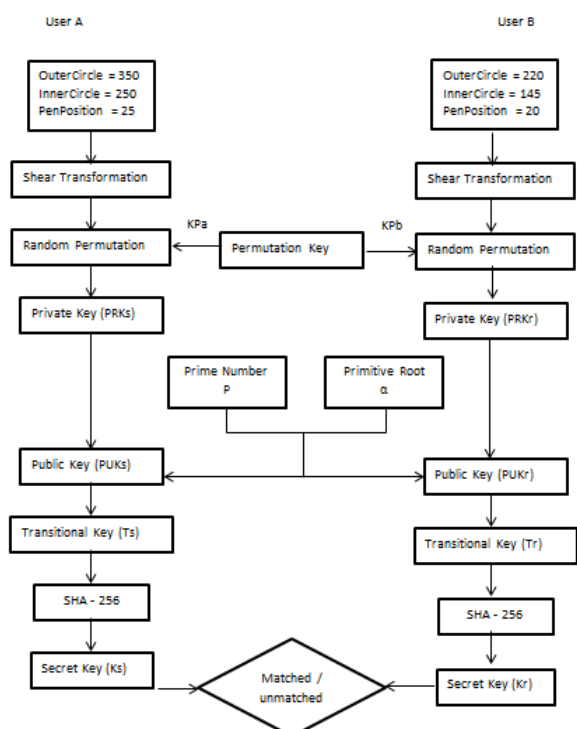 User A
User B
OuterCircle = 350
InnerCircle = 250
PenPosition = 25
OuterCircle = 220
InnerCircle = 145
PenPosition = 20
Shear Transformation
Shear Transformation
KPa
KPb
Random Permutation
Permutation Key
Random Permutation
Private Key (PRKs)
Private Key (PRKr)
Prime Number
P
Primitive Root
α
Public Key (PUKs)
Public Key (PUKr)
Transitional Key (Ts)
Transitional Key (Tr)
SHA - 256
SHA - 256
Secret Key (Ks)
Matched /
unmatched
Secret Key (Kr)